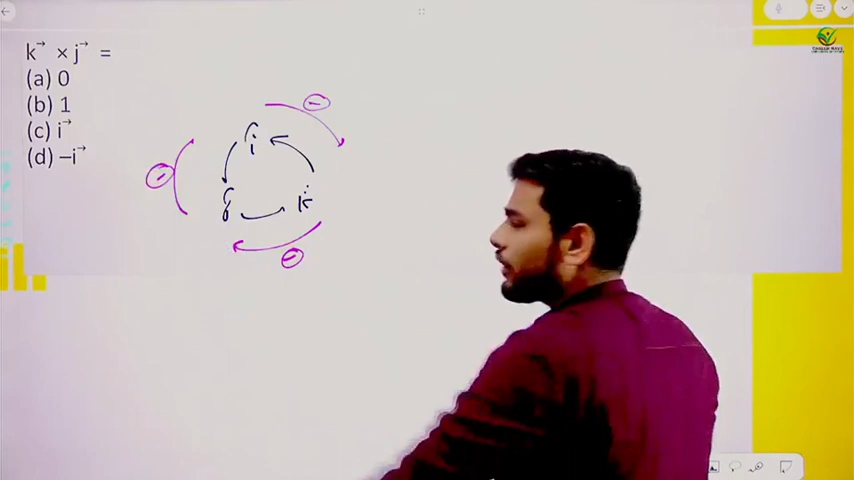 k⃗ × j⃗ =
(a) 0
(b) 1
(c) i⃗
(d) –i⃗
−
î
−
ĵ k̂
−